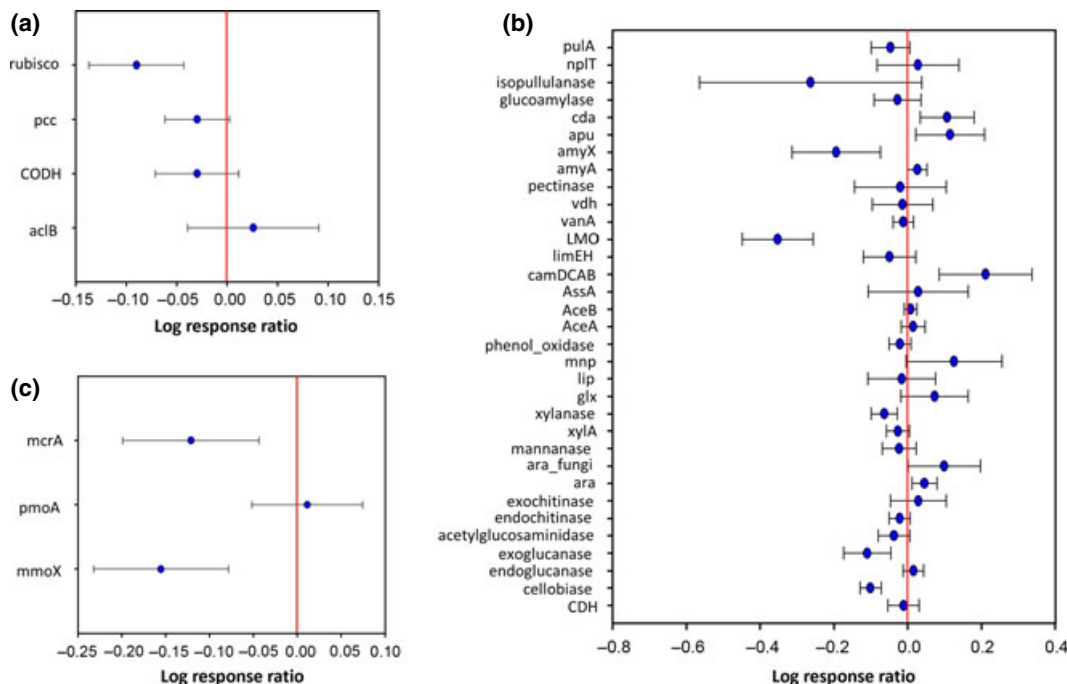 (a)
rubisco
pcc
CODH
aclB
−0.15 −0.10 −0.05 0.00 0.05 0.10 0.15
Log response ratio
(b)
pulA
nplT
isopullulanase
glucoamylase
cda
apu
amyX
amyA
pectinase
vdh
vanA
LMO
limEH
camDCAB
AssA
AceB
AceA
phenol_oxidase
mnp
lip
glx
xylanase
xylA
mannanase
ara_fungi
ara
exochitinase
endochitinase
acetylglucosaminidase
exoglucanase
endoglucanase
cellobiase
CDH
−0.8 −0.6 −0.4 −0.2 0.0 0.2 0.4
Log response ratio
(c)
mcrA
pmoA
mmoX
−0.25 −0.20 −0.15 −0.10 −0.05 0.00 0.05 0.10
Log response ratio